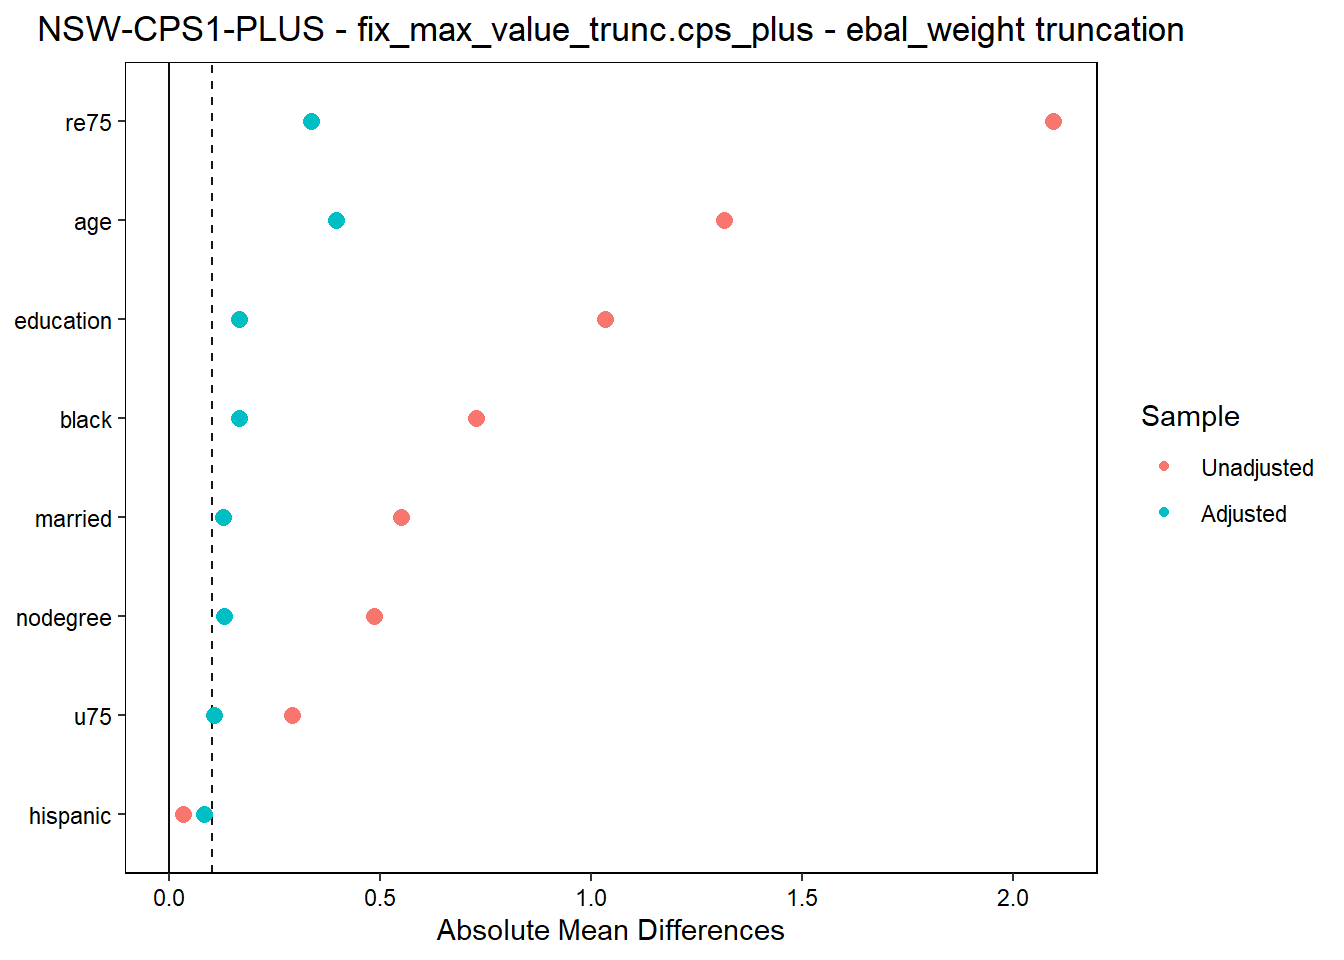 NSW-CPS1-PLUS - fix_max_value_trunc.cps_plus - ebal_weight truncation
re75
age
education
black
married
nodegree
u75
hispanic
0.0 0.5 1.0 1.5 2.0
Absolute Mean Differences
Sample
Unadjusted
Adjusted